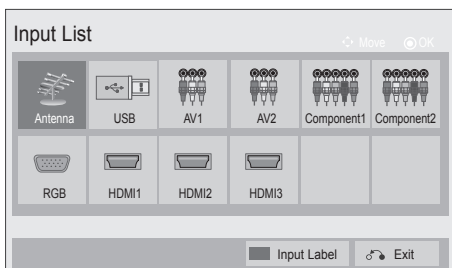 Input List
Move OK
Antenna USB AV1 AV2 Component1 Component2
RGB HDMI1 HDMI2 HDMI3
Input Label Exit